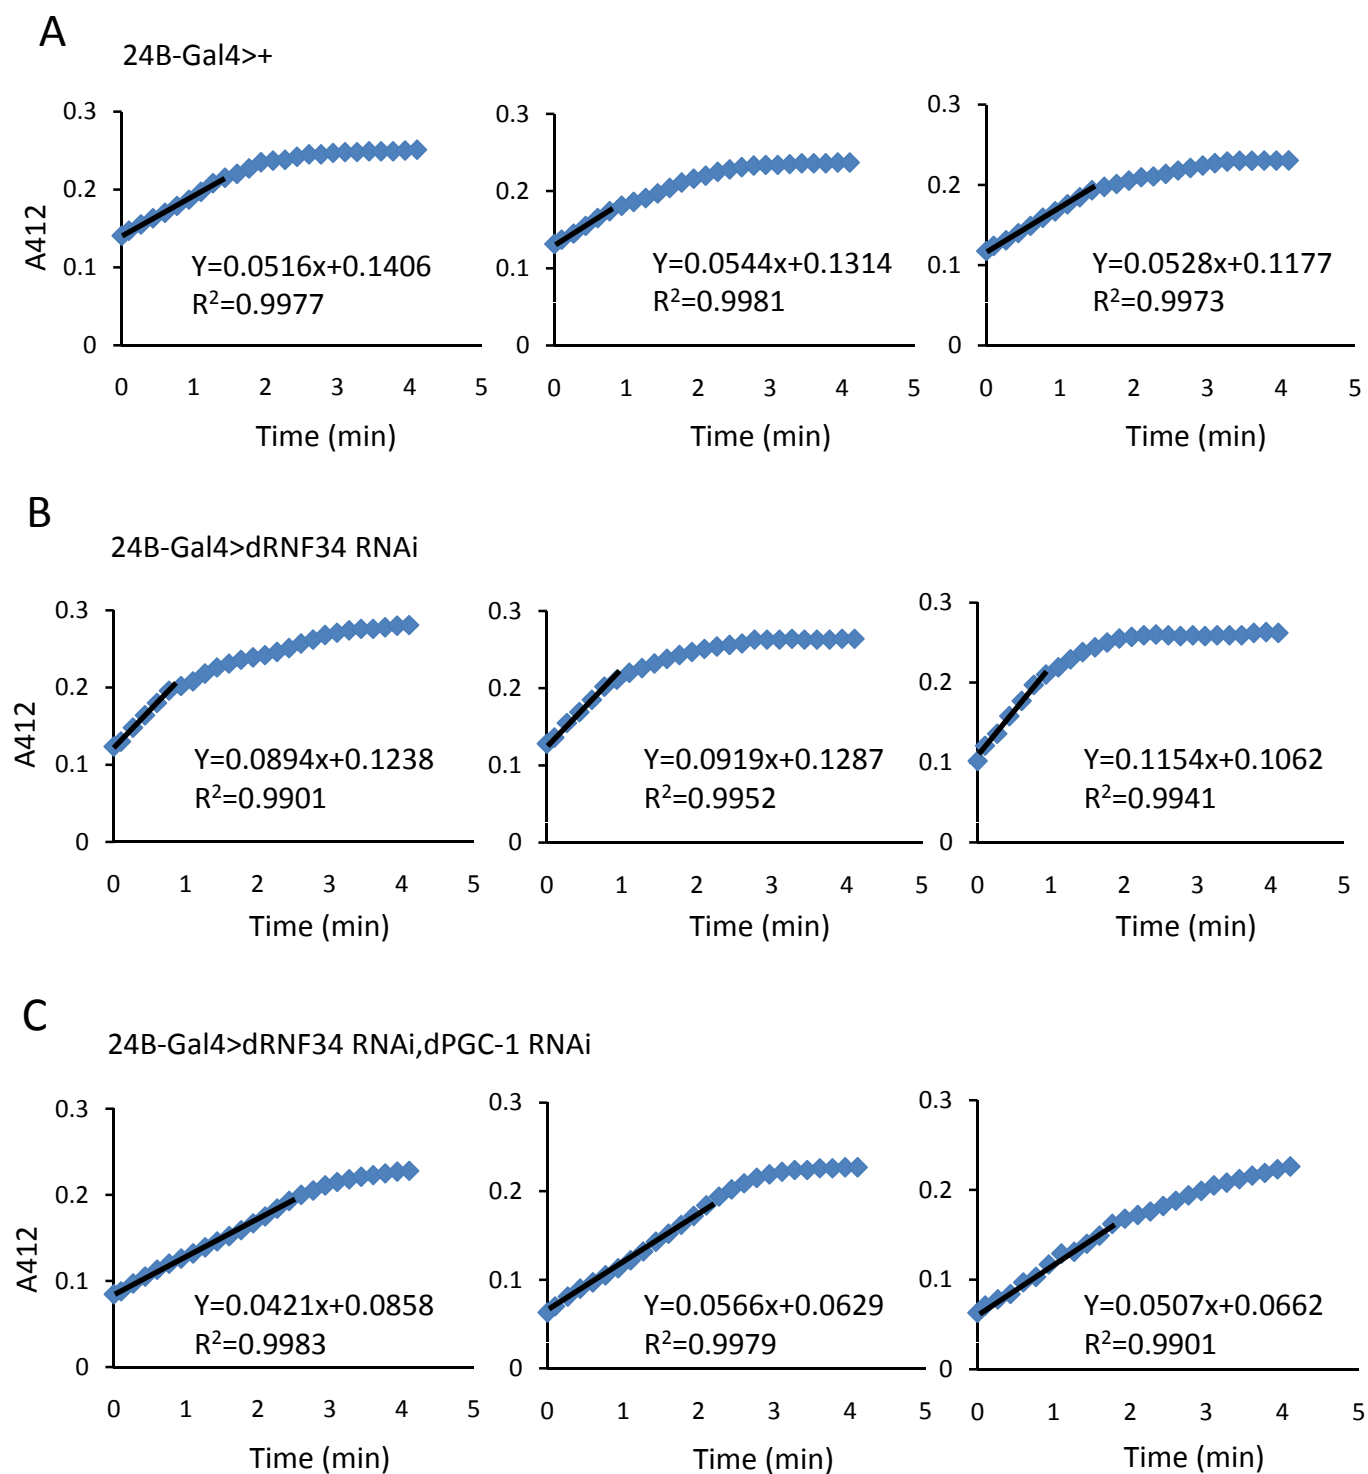 A
24B-Gal4>+
0.3
0.2
0.1
0
A412
Y=0.0516x+0.1406
R²=0.9977
0 1 2 3 4 5
Time (min)
0.3
0.2
0.1
0
Y=0.0544x+0.1314
R²=0.9981
0 1 2 3 4 5
Time (min)
0.3
0.2
0.1
0
Y=0.0528x+0.1177
R²=0.9973
0 1 2 3 4 5
Time (min)
B
24B-Gal4>dRNF34 RNAi
0.3
0.2
0.1
0
A412
Y=0.0894x+0.1238
R²=0.9901
0 1 2 3 4 5
Time (min)
0.3
0.2
0.1
0
Y=0.0919x+0.1287
R²=0.9952
0 1 2 3 4 5
Time (min)
0.3
0.2
0.1
0
Y=0.1154x+0.1062
R²=0.9941
0 1 2 3 4 5
Time (min)
C
24B-Gal4>dRNF34 RNAi,dPGC-1 RNAi
0.3
0.2
0.1
0
A412
Y=0.0421x+0.0858
R²=0.9983
0 1 2 3 4 5
Time (min)
0.3
0.2
0.1
0
Y=0.0566x+0.0629
R²=0.9979
0 1 2 3 4 5
Time (min)
0.3
0.2
0.1
0
Y=0.0507x+0.0662
R²=0.9901
0 1 2 3 4 5
Time (min)